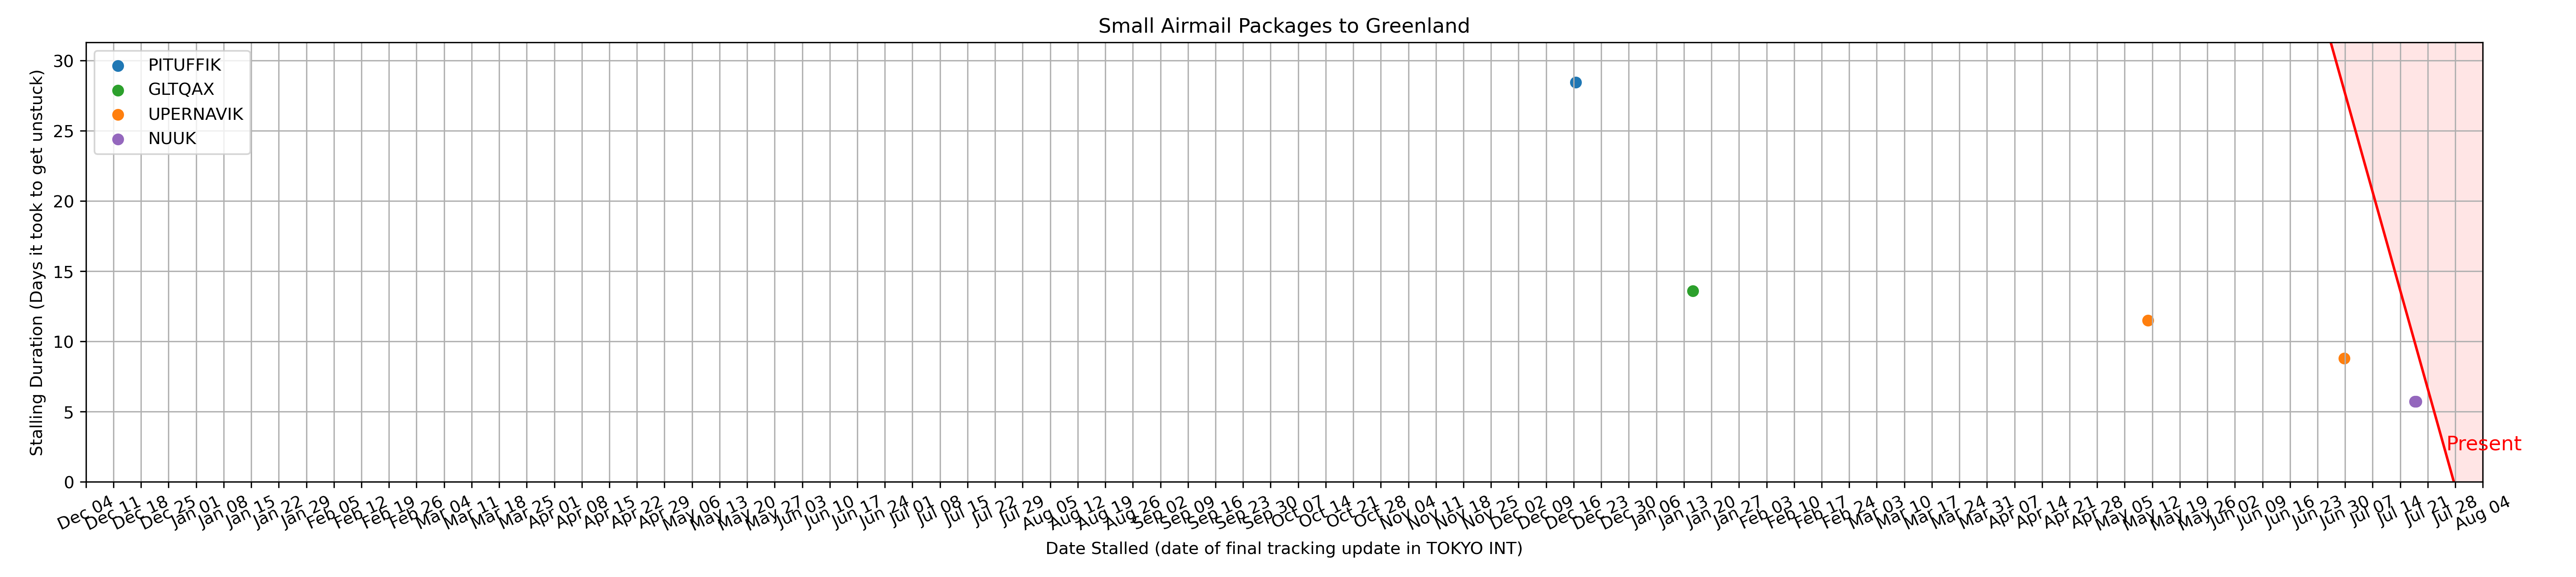 Small Airmail Packages to Greenland
PITUFFIK
GLTQAX
UPERNAVIK
NUUK
30
25
20
15
10
5
0
Stalling Duration (Days it took to get unstuck)
Present
Dec 04
Dec 11
Dec 18
Dec 25
Jan 01
Jan 08
Jan 15
Jan 22
Jan 29
Feb 05
Feb 12
Feb 19
Feb 26
Mar 04
Mar 11
Mar 18
Mar 25
Apr 01
Apr 08
Apr 15
Apr 22
Apr 29
May 06
May 13
May 20
May 27
Jun 03
Jun 10
Jun 17
Jun 24
Jul 01
Jul 08
Jul 15
Jul 22
Jul 29
Aug 05
Aug 12
Aug 19
Aug 26
Sep 02
Sep 09
Sep 16
Sep 23
Sep 30
Oct 07
Oct 14
Oct 21
Oct 28
Nov 04
Nov 11
Nov 18
Nov 25
Dec 02
Dec 09
Dec 16
Dec 23
Dec 30
Jan 06
Jan 13
Jan 20
Jan 27
Feb 03
Feb 10
Feb 17
Feb 24
Mar 03
Mar 10
Mar 17
Mar 24
Mar 31
Apr 07
Apr 14
Apr 21
Apr 28
May 05
May 12
May 19
May 26
Jun 02
Jun 09
Jun 16
Jun 23
Jun 30
Jul 07
Jul 14
Jul 21
Jul 28
Aug 04
Date Stalled (date of final tracking update in TOKYO INT)